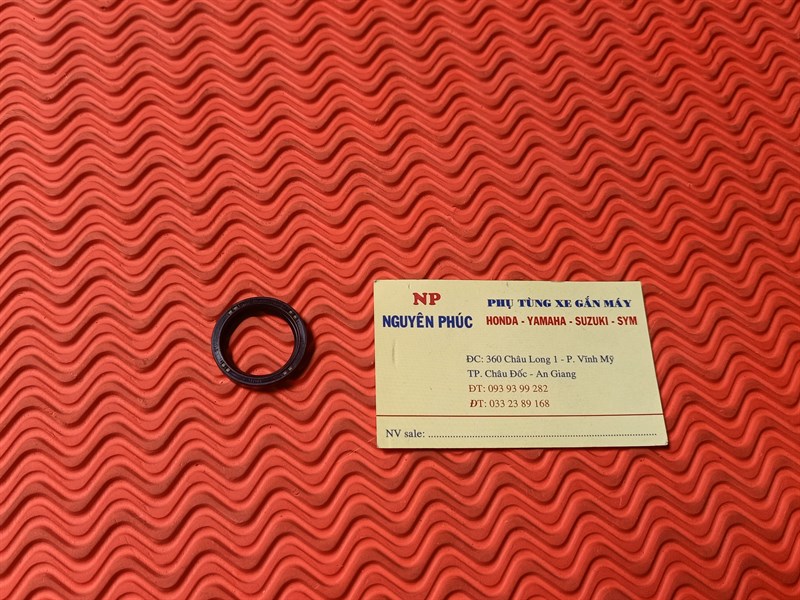 NP
NGUYÊN PHÚC
PHỤ TÙNG XE GẮN MÁY
HONDA - YAMAHA - SUZUKI - SYM
ĐC: 360 Châu Long 1 - P. Vĩnh Mỹ
TP. Châu Đốc - An Giang
ĐT: 093 93 99 282
ĐT: 033 23 89 168
NV sale: ................................................................................